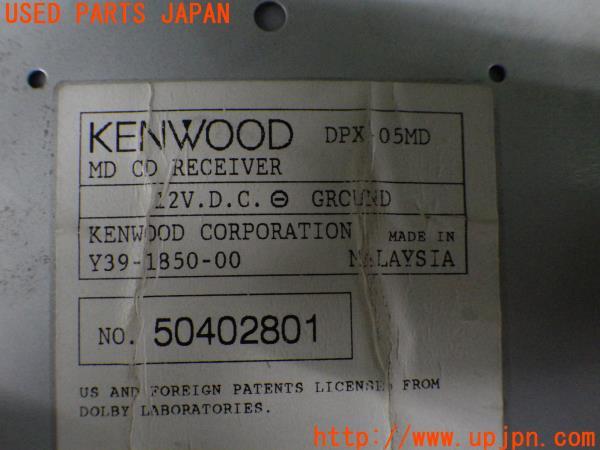 USED PARTS JAPAN
KENWOOD DPX-05MD
MD CD RECEIVER
12V.D.C. ⊖ GROUND
KENWOOD CORPORATION MADE IN
Y39-1850-00 MALAYSIA
NO. 50402801
US AND FOREIGN PATENTS LICENSED FROM
DOLBY LABORATORIES.
http://www.upjpn.com